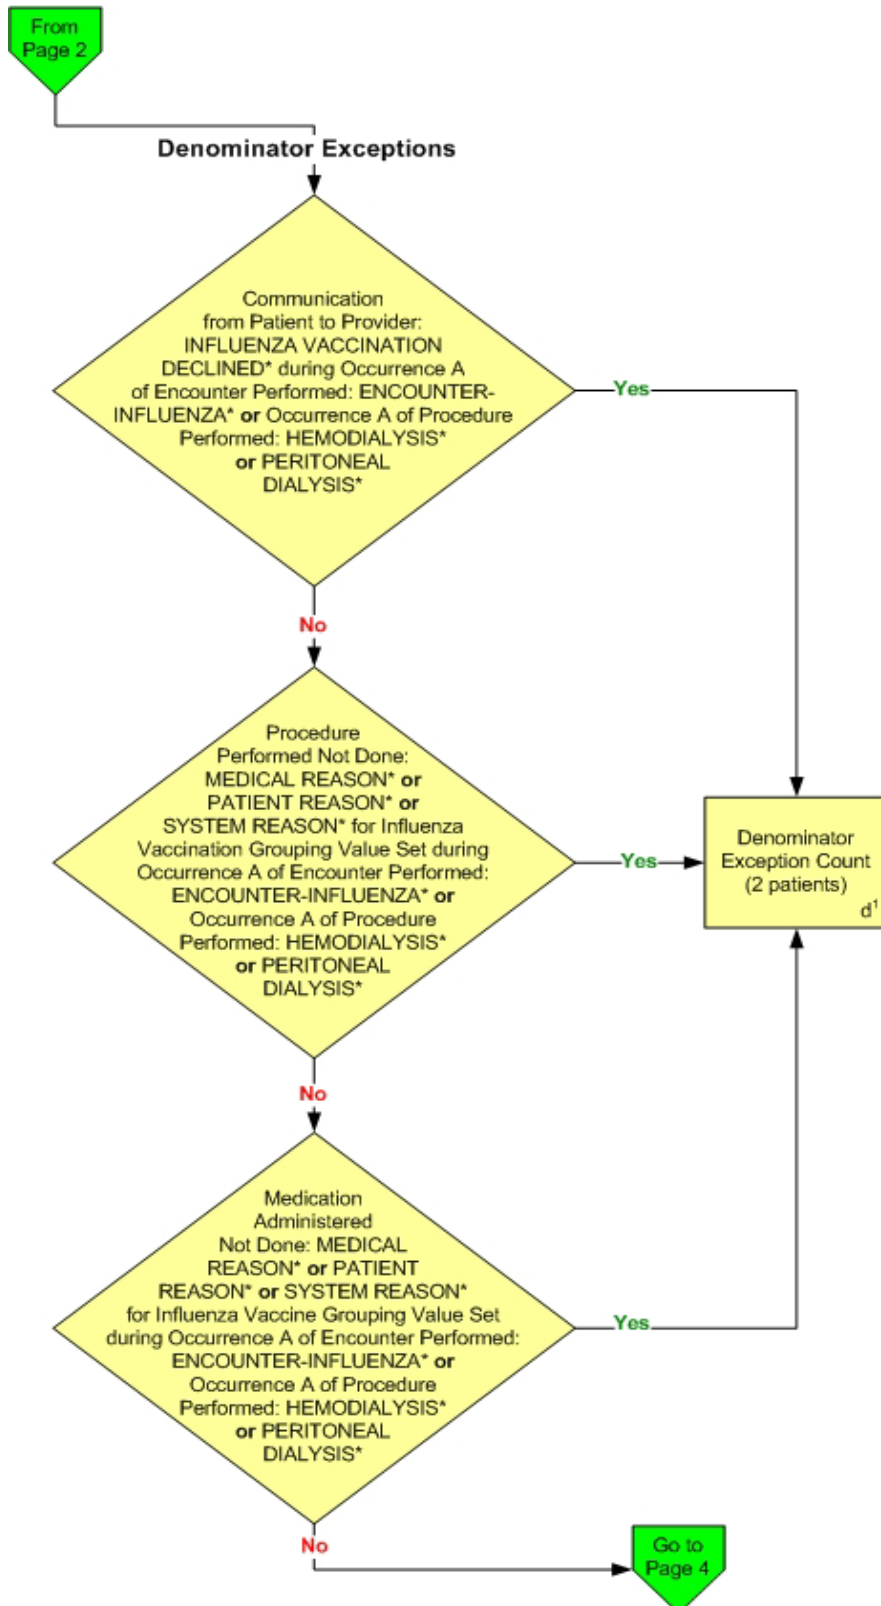 From
Page 2
Denominator Exceptions
Communication
from Patient to Provider:
INFLUENZA VACCINATION
DECLINED* during Occurrence A
of Encounter Performed: ENCOUNTER-
INFLUENZA* or Occurrence A of Procedure
Performed: HEMODIALYSIS*
or PERITONEAL
DIALYSIS*
Yes
No
Procedure
Performed Not Done:
MEDICAL REASON* or
PATIENT REASON* or
SYSTEM REASON* for Influenza
Vaccination Grouping Value Set during
Occurrence A of Encounter Performed:
ENCOUNTER-INFLUENZA* or
Occurrence A of Procedure
Performed: HEMODIALYSIS*
or PERITONEAL
DIALYSIS*
Yes
Denominator
Exception Count
(2 patients)
d¹
No
Medication
Administered
Not Done: MEDICAL
REASON* or PATIENT
REASON* or SYSTEM REASON*
for Influenza Vaccine Grouping Value Set
during Occurrence A of Encounter Performed:
ENCOUNTER-INFLUENZA* or
Occurrence A of Procedure
Performed: HEMODIALYSIS*
or PERITONEAL
DIALYSIS*
Yes
No
Go to
Page 4